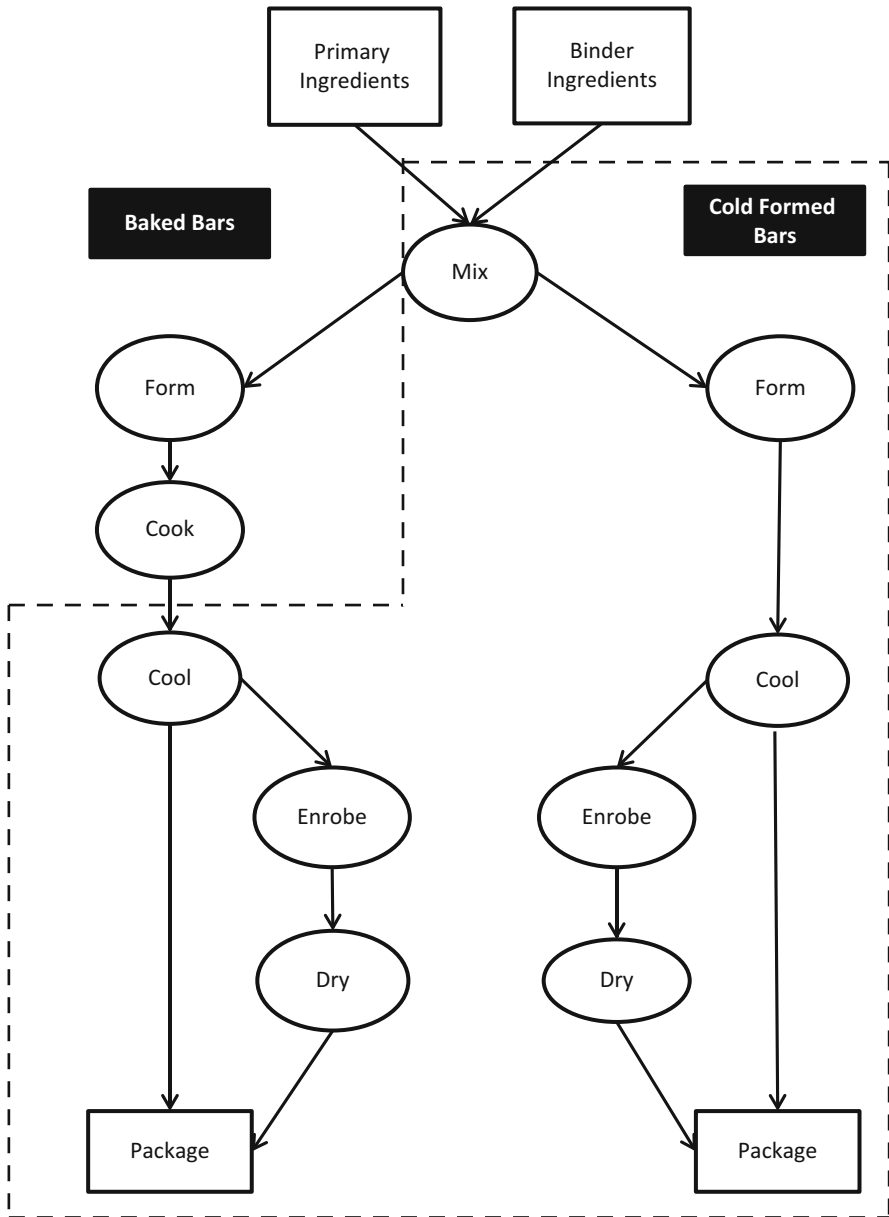 Primary
Ingredients
Binder
Ingredients
Baked Bars
Cold Formed
Bars
Mix
Form
Form
Cook
Cool
Cool
Enrobe
Enrobe
Dry
Dry
Package
Package